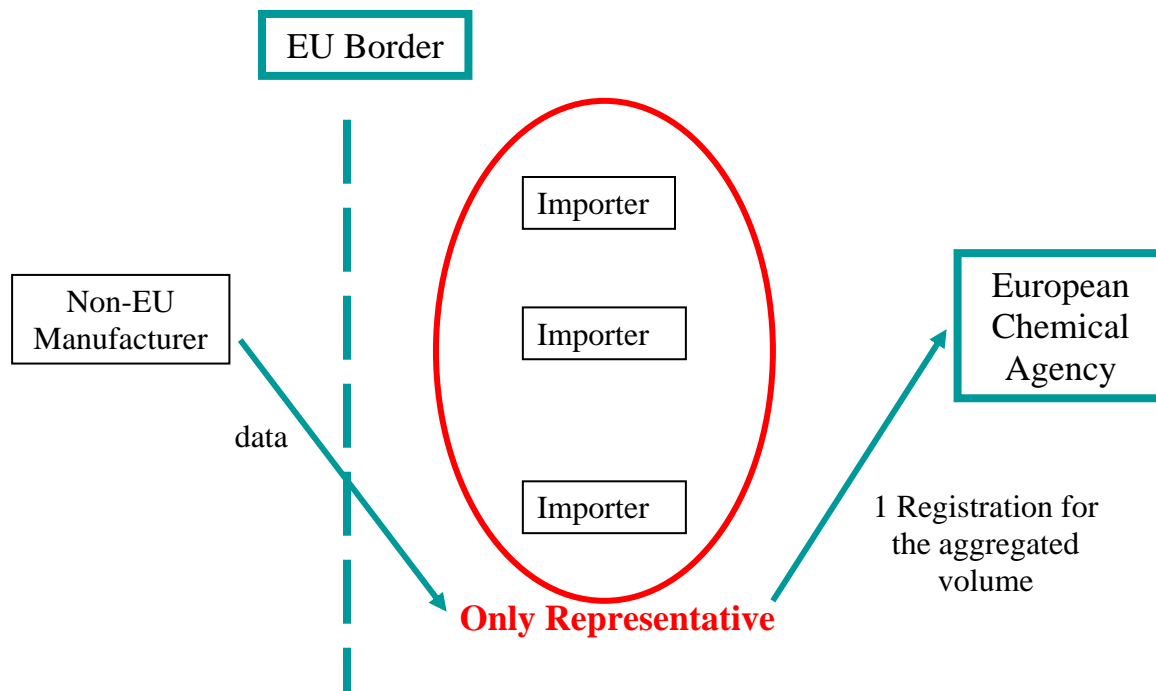 EU Border
Importer
Non-EU
Manufacturer
Importer
European
Chemical
Agency
data
Importer
1 Registration for
the aggregated
volume
Only Representative